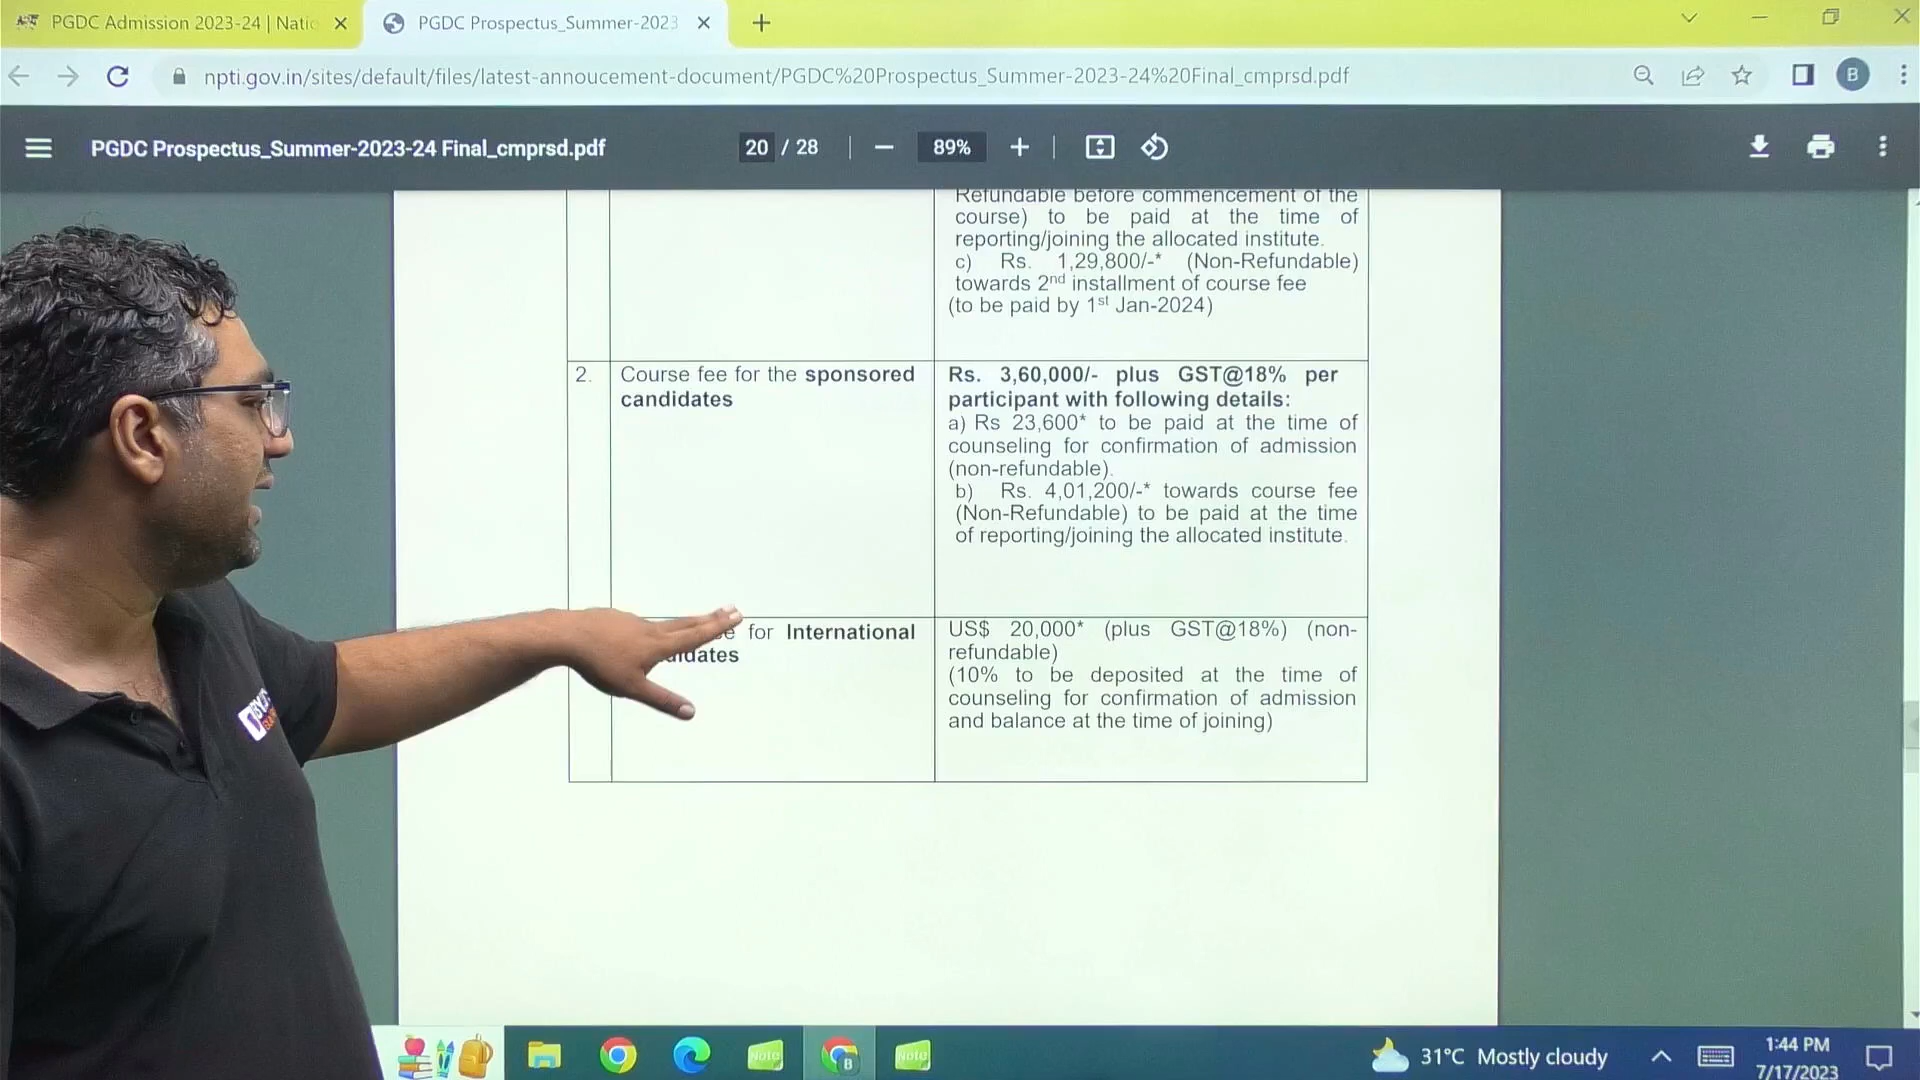 PGDC Admission 2023-24 | Natio
PGDC Prospectus_Summer-2023
npti.gov.in/sites/default/files/latest-annoucement-document/PGDC%20Prospectus_Summer-2023-24%20Final_cmprsd.pdf
B
PGDC Prospectus_Summer-2023-24 Final_cmprsd.pdf
20 / 28
89%
Refundable before commencement of the
course) to be paid at the time of
reporting/joining the allocated institute.
c) Rs. 1,29,800/-* (Non-Refundable)
towards 2nd installment of course fee
(to be paid by 1st Jan-2024)
2. Course fee for the sponsored
candidates
Rs. 3,60,000/- plus GST@18% per
participant with following details:
a) Rs 23,600* to be paid at the time of
counseling for confirmation of admission
(non-refundable).
b) Rs. 4,01,200/-* towards course fee
(Non-Refundable) to be paid at the time
of reporting/joining the allocated institute.
for International
US$ 20,000* (plus GST@18%) (non-
refundable)
(10% to be deposited at the time of
counseling for confirmation of admission
and balance at the time of joining)
Note
B
Note
31°C Mostly cloudy
1:44 PM
7/17/2023